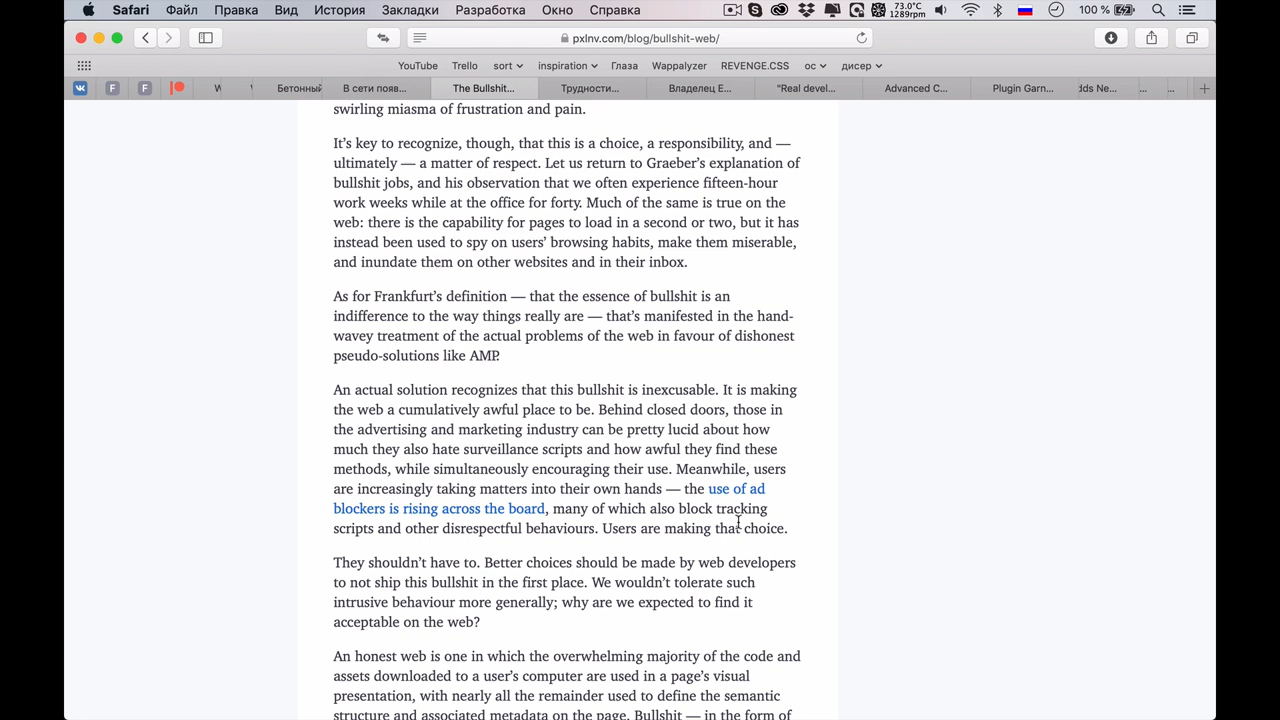 Safari Файл Правка Вид История Закладки Разработка Окно Справка 73.0°C 1289rpm 100 %
pxlnv.com/blog/bullshit-web/
YouTube Trello sort inspiration Глаза Wappalyzer REVENGE.CSS ос дисер
Бетонный В сети появ... The Bullshit... Трудности... Владелец E... "Real devel... Advanced C... Plugin Garn... dds Ne... ... ...
swirling miasma of frustration and pain.
It’s key to recognize, though, that this is a choice, a responsibility, and —
ultimately — a matter of respect. Let us return to Graeber’s explanation of
bullshit jobs, and his observation that we often experience fifteen-hour
work weeks while at the office for forty. Much of the same is true on the
web: there is the capability for pages to load in a second or two, but it has
instead been used to spy on users’ browsing habits, make them miserable,
and inundate them on other websites and in their inbox.
As for Frankfurt’s definition — that the essence of bullshit is an
indifference to the way things really are — that’s manifested in the hand-
wavey treatment of the actual problems of the web in favour of dishonest
pseudo-solutions like AMP.
An actual solution recognizes that this bullshit is inexcusable. It is making
the web a cumulatively awful place to be. Behind closed doors, those in
the advertising and marketing industry can be pretty lucid about how
much they also hate surveillance scripts and how awful they find these
methods, while simultaneously encouraging their use. Meanwhile, users
are increasingly taking matters into their own hands — the use of ad
blockers is rising across the board, many of which also block tracking
scripts and other disrespectful behaviours. Users are making that choice.
They shouldn’t have to. Better choices should be made by web developers
to not ship this bullshit in the first place. We wouldn’t tolerate such
intrusive behaviour more generally; why are we expected to find it
acceptable on the web?
An honest web is one in which the overwhelming majority of the code and
assets downloaded to a user’s computer are used in a page’s visual
presentation, with nearly all the remainder used to define the semantic
structure and associated metadata on the page. Bullshit — in the form of